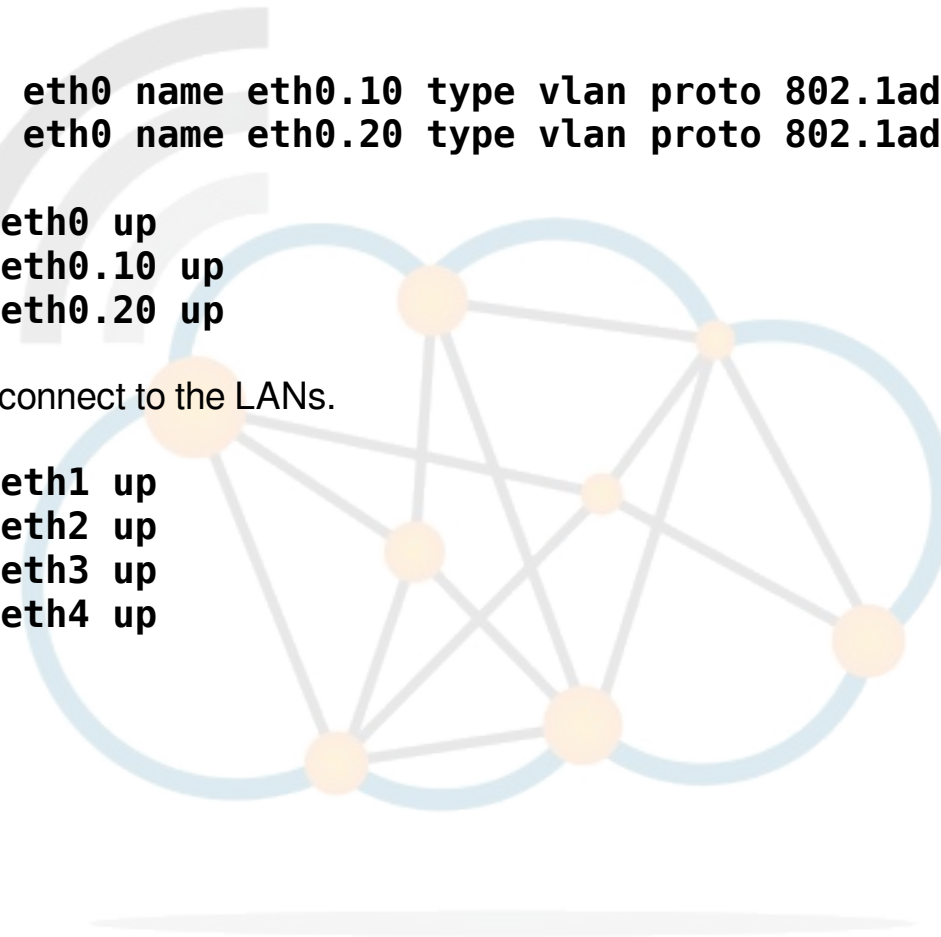 eth0 name eth0.10 type vlan proto 802.1ad
eth0 name eth0.20 type vlan proto 802.1ad
eth0 up
eth0.10 up
eth0.20 up
connect to the LANs.
eth1 up
eth2 up
eth3 up
eth4 up